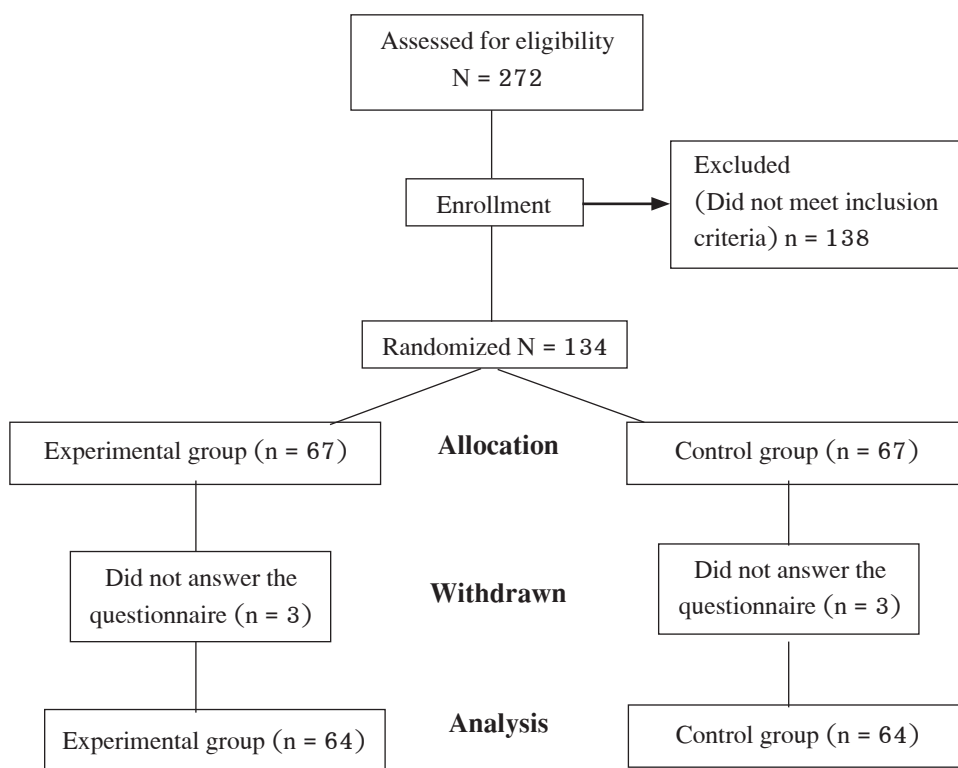 Assessed for eligibility
N = 272
Enrollment
Excluded
(Did not meet inclusion
criteria) n = 138
Randomized N = 134
Experimental group (n = 67)
Allocation
Control group (n = 67)
Did not answer the
questionnaire (n = 3)
Withdrawn
Did not answer the
questionnaire (n = 3)
Experimental group (n = 64)
Analysis
Control group (n = 64)